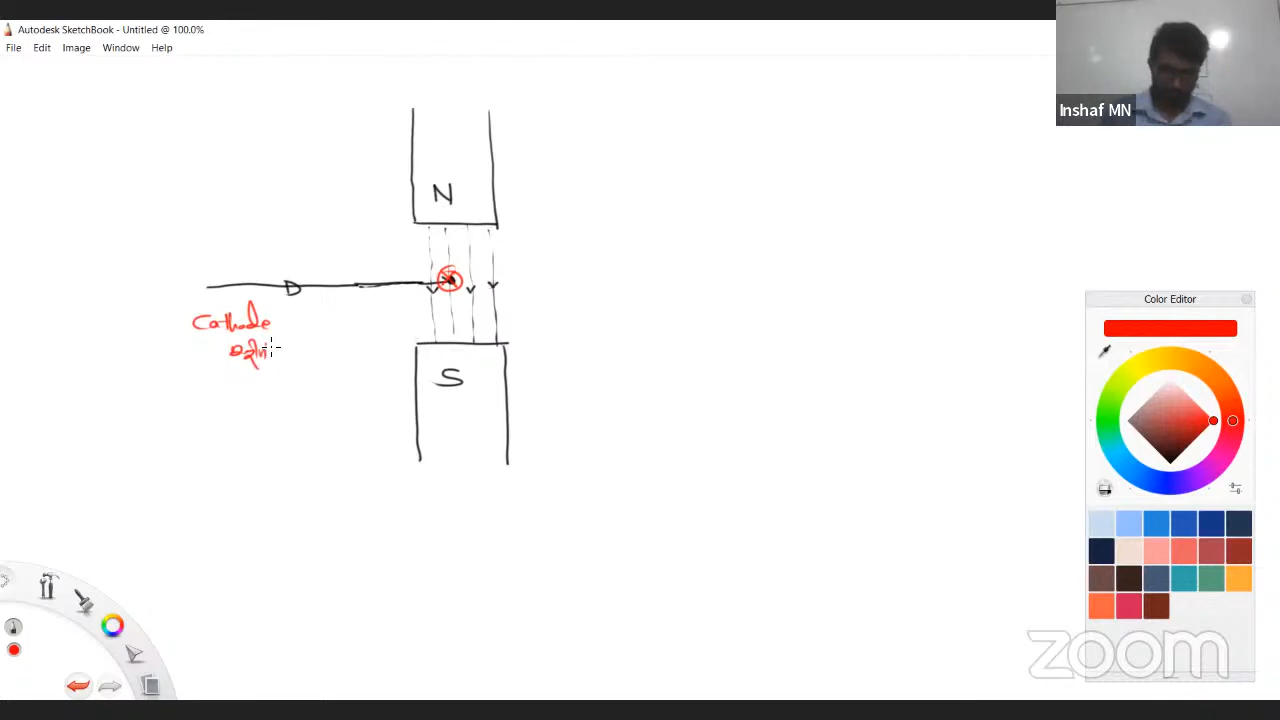 Autodesk SketchBook - Untitled @ 100.0%
File Edit Image Window Help
Inshaf MN
N
Cathode
S
Color Editor
zoom